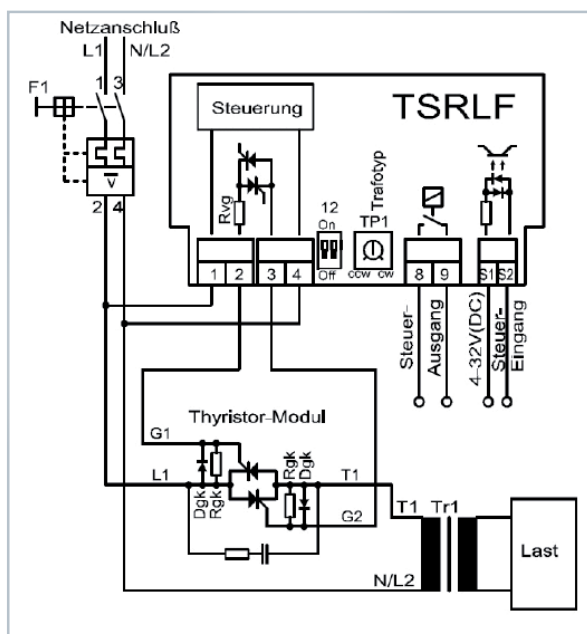 Netzanschluß
L1 N/L2
F1
1 3
2 4
Steuerung
TSRLF
Rvg
12
On
Off
TP1
Trafotyp
ccw cw
1 2 3 4
8 9
S1 S2
Steuer-
Ausgang
4-32V(DC)
Steuer-
Eingang
Thyristor-Modul
G1
L1
Dgk
Rgk
Rgk
Dgk
T1
G2
T1 Tr1
N/L2
Last